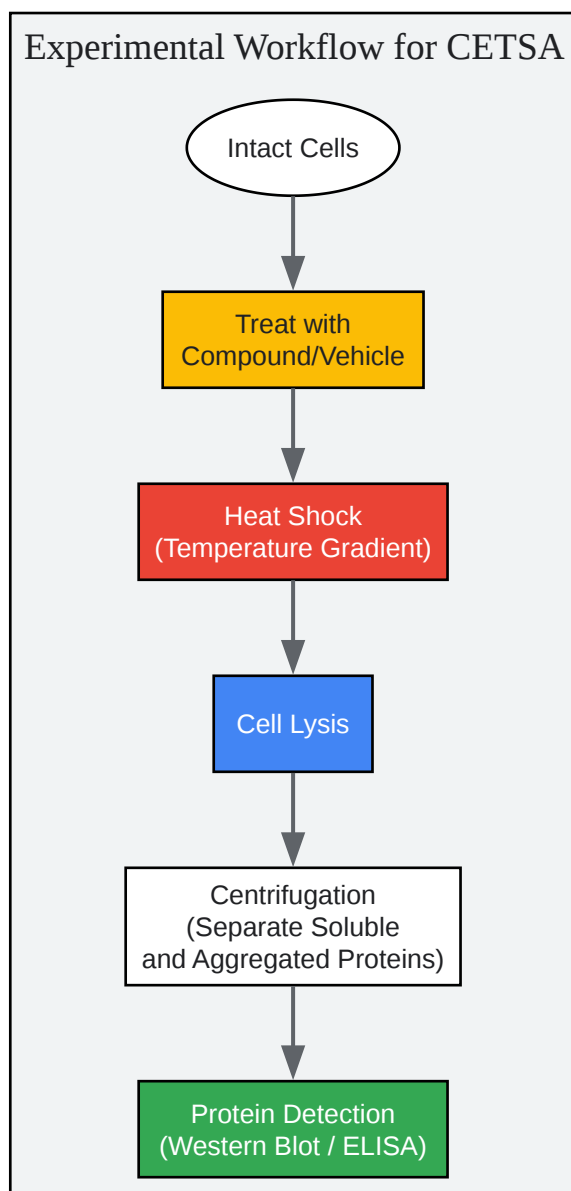 Experimental Workflow for CETSA
Intact Cells
Treat with
Compound/Vehicle
Heat Shock
(Temperature Gradient)
Cell Lysis
Centrifugation
(Separate Soluble
and Aggregated Proteins)
Protein Detection
(Western Blot / ELISA)